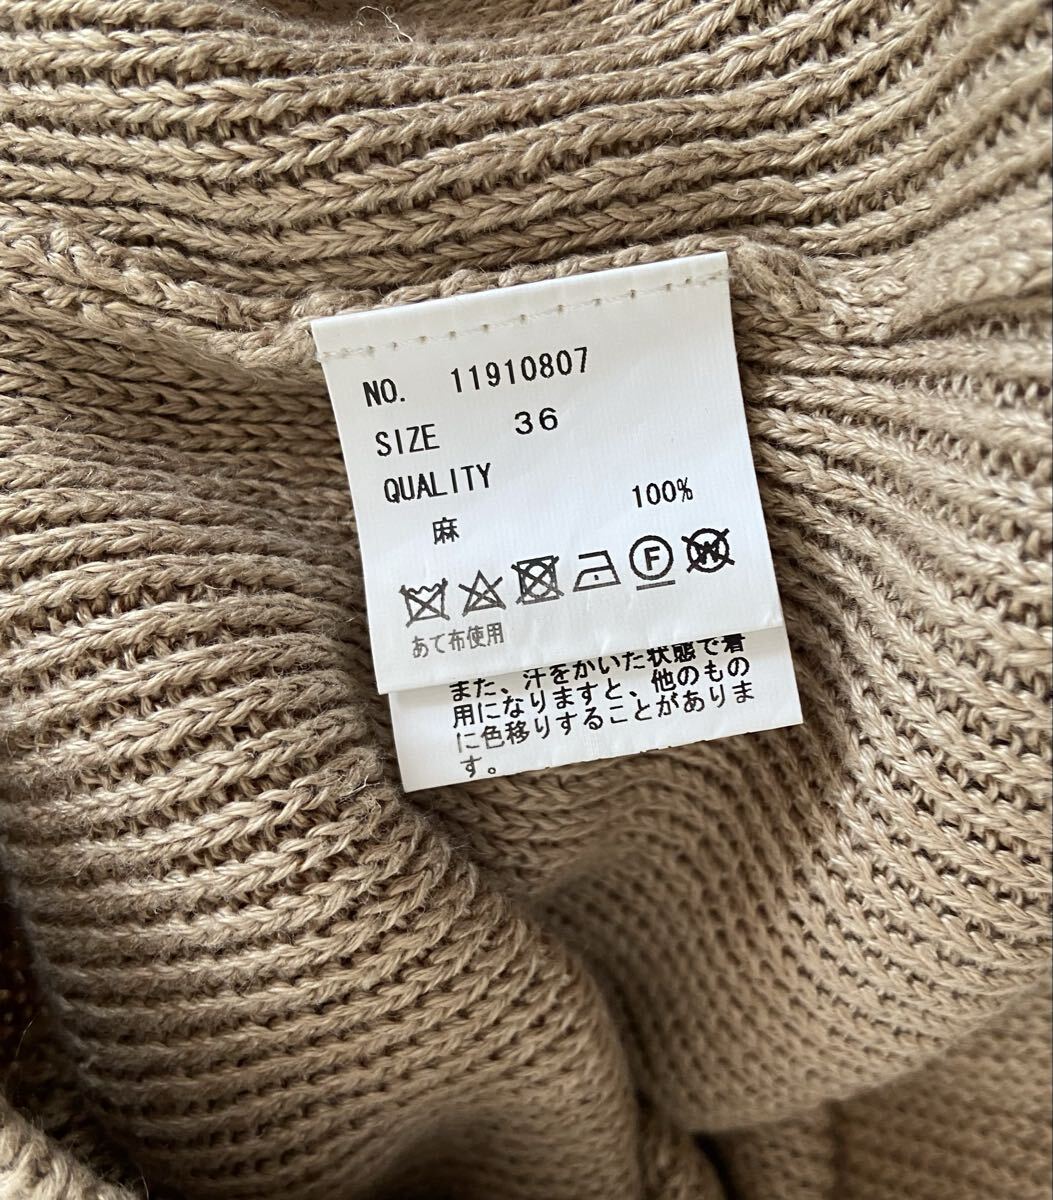 NO. 11910807
SIZE 36
QUALITY
麻 100%
F W
あて布使用
また、汗をかいた状態で着
用になりますと、他のもの
に色移りすることがありま
す。